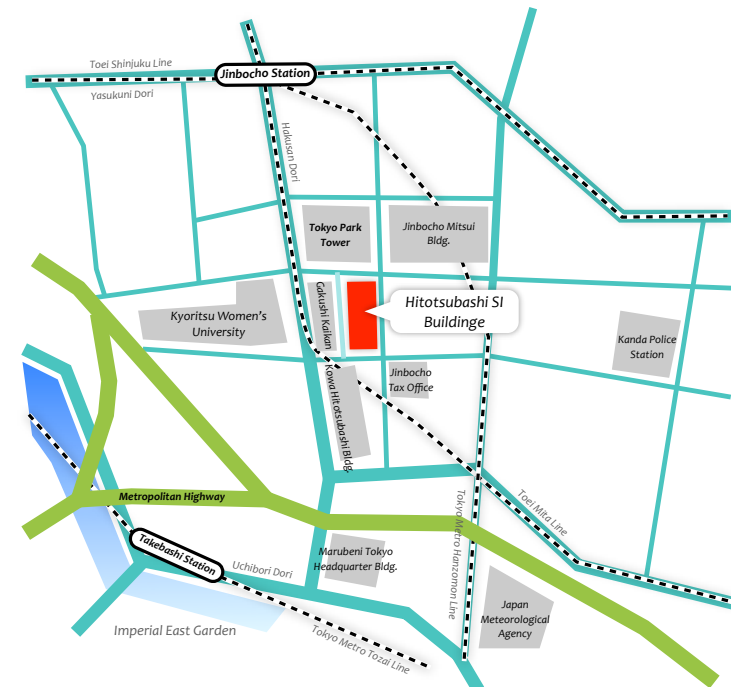 Toei Shinjuku Line
Jinbocho Station
Yasukuni Dori
Hakusan Dori
Tokyo Park
Tower
Jinbocho Mitsui
Bldg.
Gakushi Kaikan
Hitotsubashi SI
Buildinge
Kyoritsu Women's
University
Kanda Police
Station
Kowa Hitotsubashi Bldg.
Jinbocho
Tax Office
Metropolitan Highway
Tokyo Metro Hanzomon Line
Toei Mita Line
Takebashi Station
Uchibori Dori
Marubeni Tokyo
Headquarter Bldg.
Japan
Meteorological
Agency
Imperial East Garden
Tokyo Metro Tozai Line